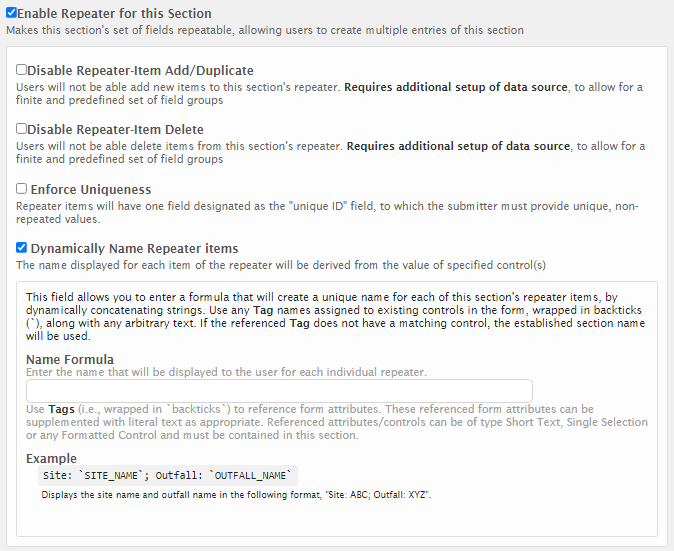 Enable Repeater for this Section
Makes this section's set of fields repeatable, allowing users to create multiple entries of this section
Disable Repeater-Item Add/Duplicate
Users will not be able add new items to this section's repeater. Requires additional setup of data source, to allow for a
finite and predefined set of field groups
Disable Repeater-Item Delete
Users will not be able delete items from this section's repeater. Requires additional setup of data source, to allow for a
finite and predefined set of field groups
Enforce Uniqueness
Repeater items will have one field designated as the "unique ID" field, to which the submitter must provide unique, non-
repeated values.
Dynamically Name Repeater items
The name displayed for each item of the repeater will be derived from the value of specified control(s)
This field allows you to enter a formula that will create a unique name for each of this section's repeater items, by
dynamically concatenating strings. Use any Tag names assigned to existing controls in the form, wrapped in backticks
(`), along with any arbitrary text. If the referenced Tag does not have a matching control, the established section name
will be used.
Name Formula
Enter the name that will be displayed to the user for each individual repeater.
Use Tags (i.e., wrapped in `backticks`) to reference form attributes. These referenced form attributes can be
supplemented with literal text as appropriate. Referenced attributes/controls can be of type Short Text, Single Selection
or any Formatted Control and must be contained in this section.
Example
Site: `SITE_NAME`; Outfall: `OUTFALL_NAME`
Displays the site name and outfall name in the following format, "Site: ABC; Outfall: XYZ".